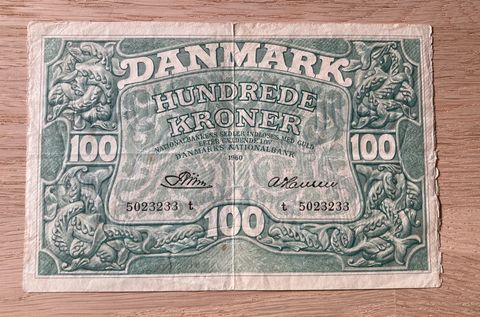 DANMARK
HUNDREDE
KRONER
NATIONALBANKENS SEDLER INDLØSES MED GULD
EFTER GÆLDENDE LOV
DANMARKS NATIONALBANK
1960
5023233 t
t 5023233
100
100
100